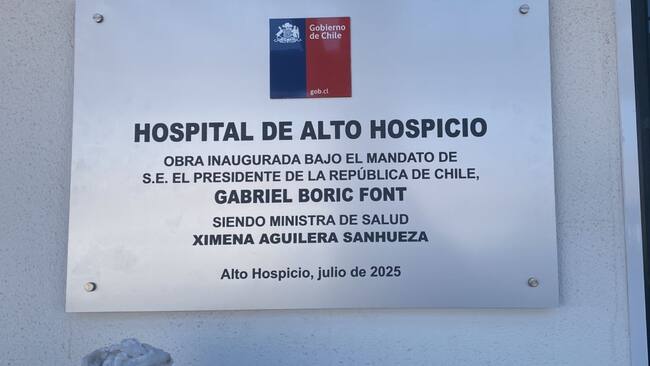 Gobierno
de Chile
gob.cl
HOSPITAL DE ALTO HOSPICIO
OBRA INAUGURADA BAJO EL MANDATO DE
S.E. EL PRESIDENTE DE LA REPÚBLICA DE CHILE,
GABRIEL BORIC FONT
SIENDO MINISTRA DE SALUD
XIMENA AGUILERA SANHUEZA
Alto Hospicio, julio de 2025